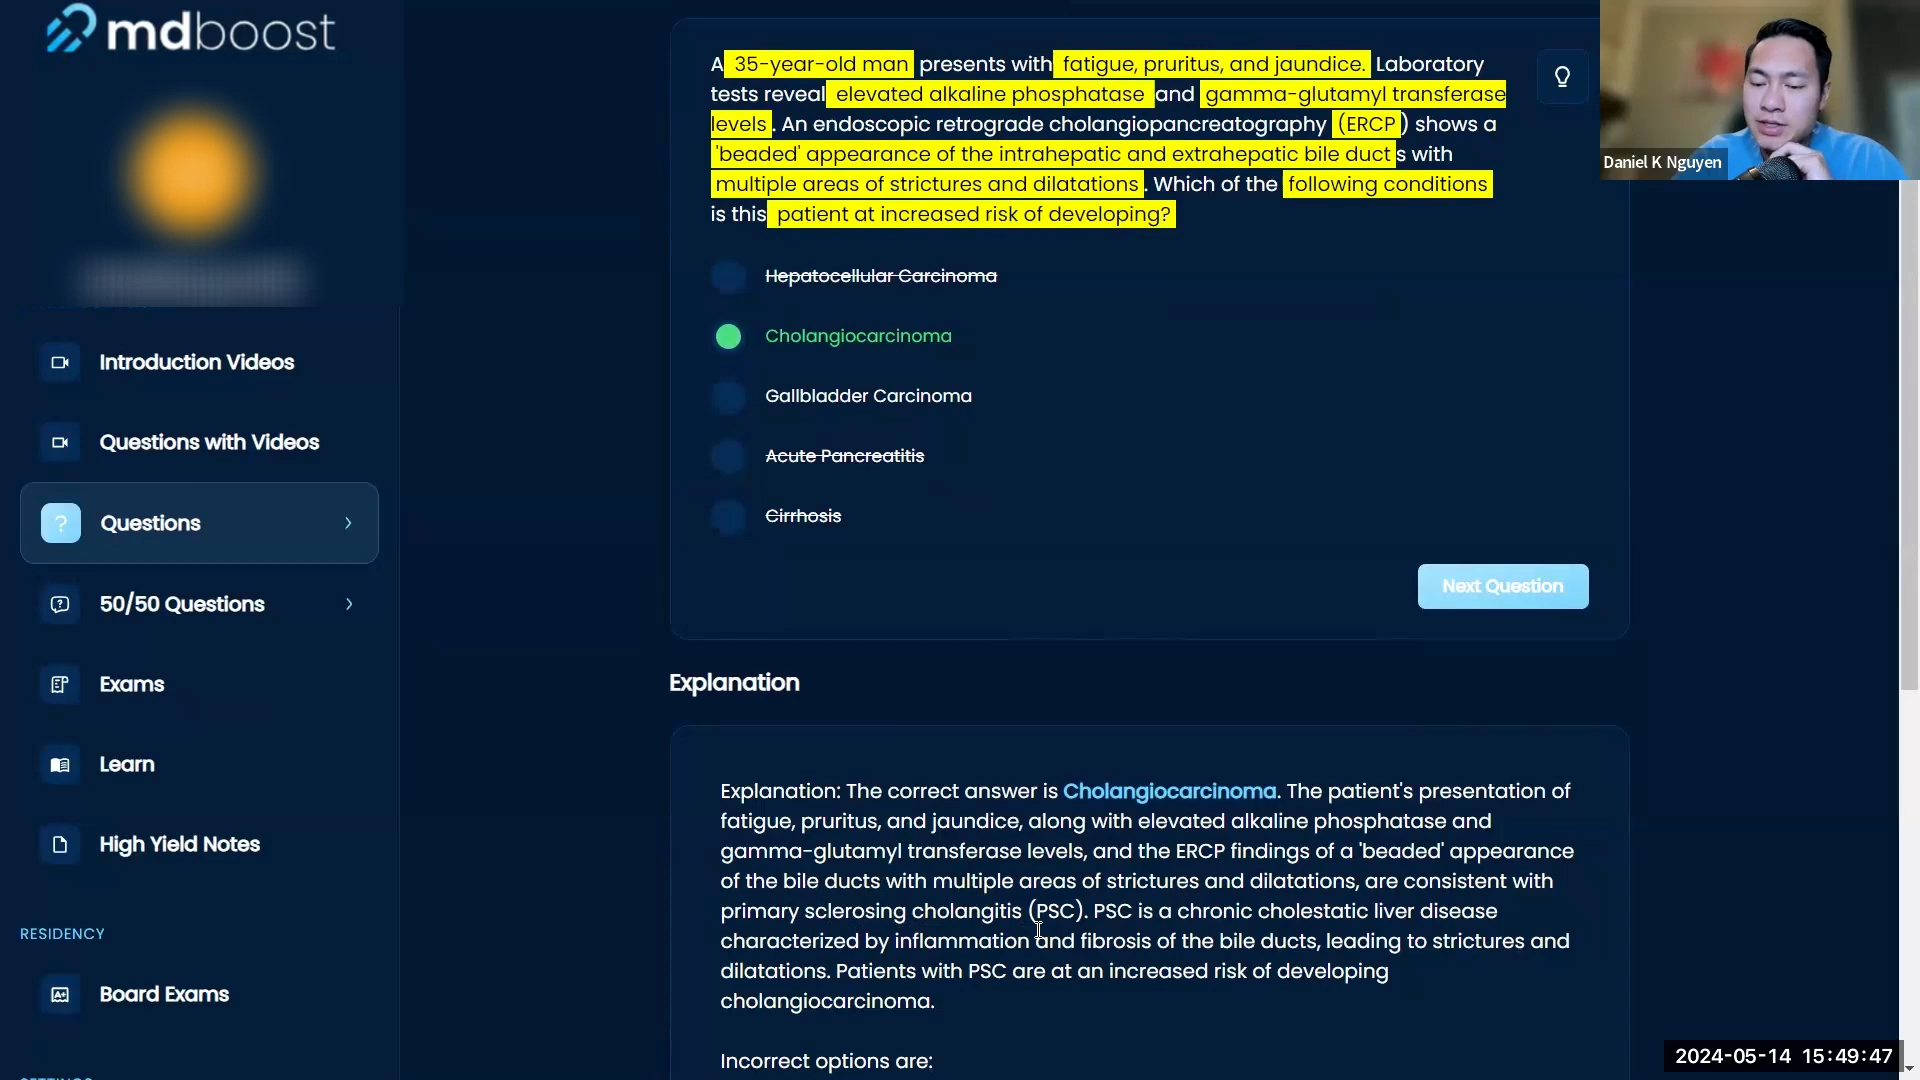 mdboost
Introduction Videos
Questions with Videos
? Questions
50/50 Questions
Exams
Learn
High Yield Notes
RESIDENCY
Board Exams
A 35-year-old man presents with fatigue, pruritus, and jaundice. Laboratory
tests reveal elevated alkaline phosphatase and gamma-glutamyl transferase
levels. An endoscopic retrograde cholangiopancreatography (ERCP) shows a
'beaded' appearance of the intrahepatic and extrahepatic bile ducts with
multiple areas of strictures and dilatations. Which of the following conditions
is this patient at increased risk of developing?
Hepatocellular Carcinoma
Cholangiocarcinoma
Gallbladder Carcinoma
Acute Pancreatitis
Cirrhosis
Next Question
Explanation
Explanation: The correct answer is Cholangiocarcinoma. The patient's presentation of
fatigue, pruritus, and jaundice, along with elevated alkaline phosphatase and
gamma-glutamyl transferase levels, and the ERCP findings of a 'beaded' appearance
of the bile ducts with multiple areas of strictures and dilatations, are consistent with
primary sclerosing cholangitis (PSC). PSC is a chronic cholestatic liver disease
characterized by inflammation and fibrosis of the bile ducts, leading to strictures and
dilatations. Patients with PSC are at an increased risk of developing
cholangiocarcinoma.
Incorrect options are:
Daniel K Nguyen
2024-05-14 15:49:47